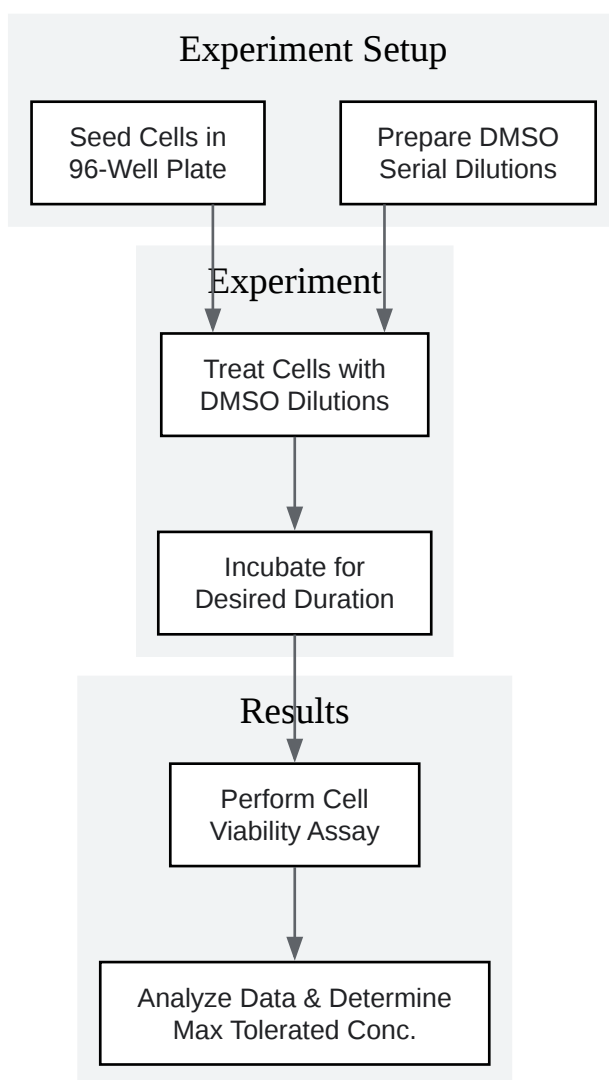 Experiment Setup
Seed Cells in
96-Well Plate
Prepare DMSO
Serial Dilutions
Experiment
Treat Cells with
DMSO Dilutions
Incubate for
Desired Duration
Results
Perform Cell
Viability Assay
Analyze Data & Determine
Max Tolerated Conc.